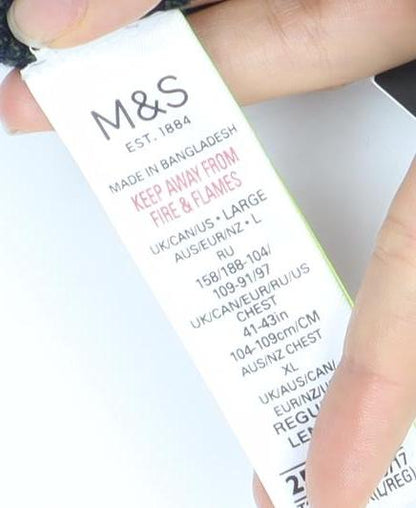 M&S
EST. 1884
MADE IN BANGLADESH
KEEP AWAY FROM
FIRE & FLAMES
UK/CAN/US • LARGE
AUS/EUR/NZ • L
RU
158/188-104/
109-91/97
UK/CAN/EUR/RU/US
CHEST
41-43in
104-109cm/CM
AUS/NZ CHEST
XL
UK/AUS/CAN/
EUR/NZ/U
REGU
LEN
/17
(L/REG)